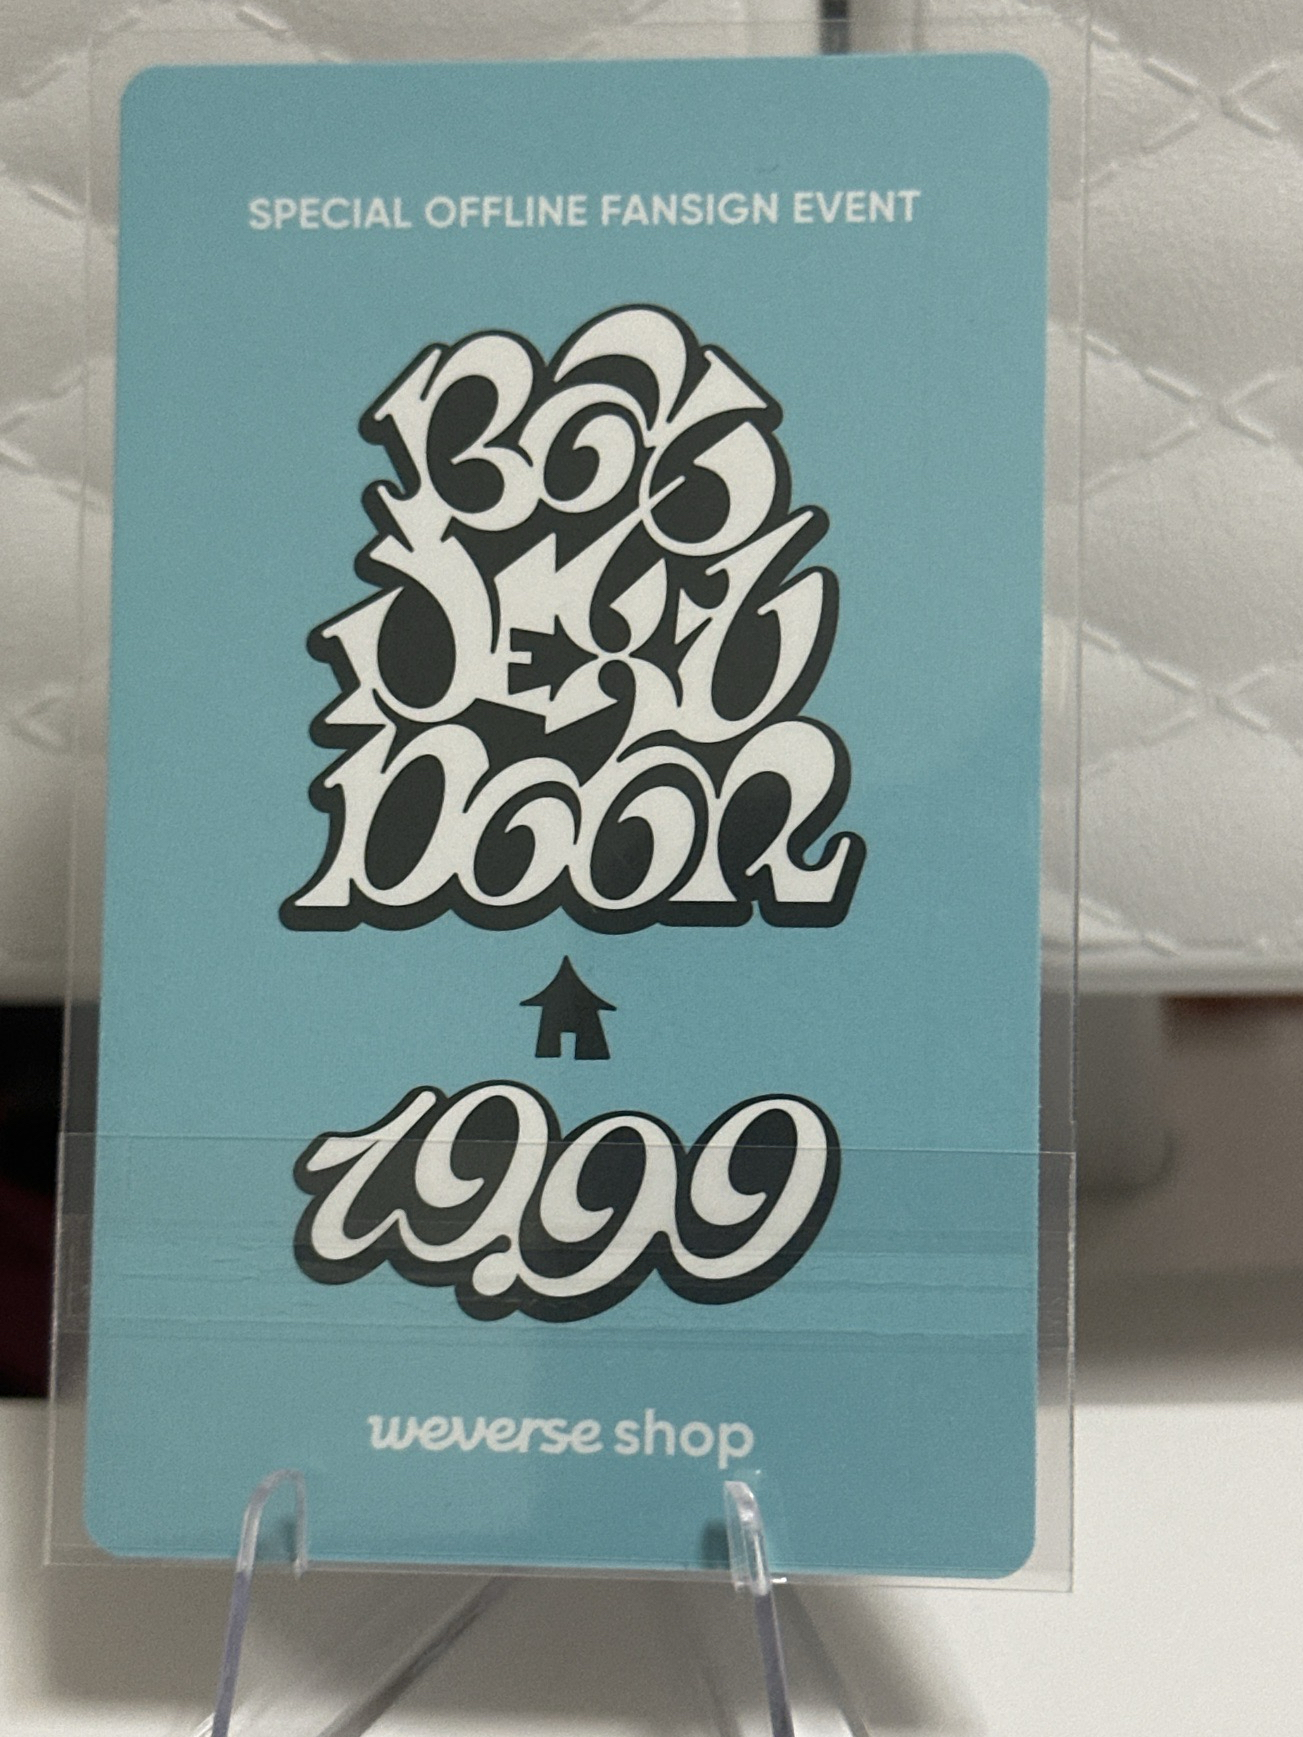 SPECIAL OFFLINE FANSIGN EVENT
BOY
NEXT
DOOR
19.99
weverse shop